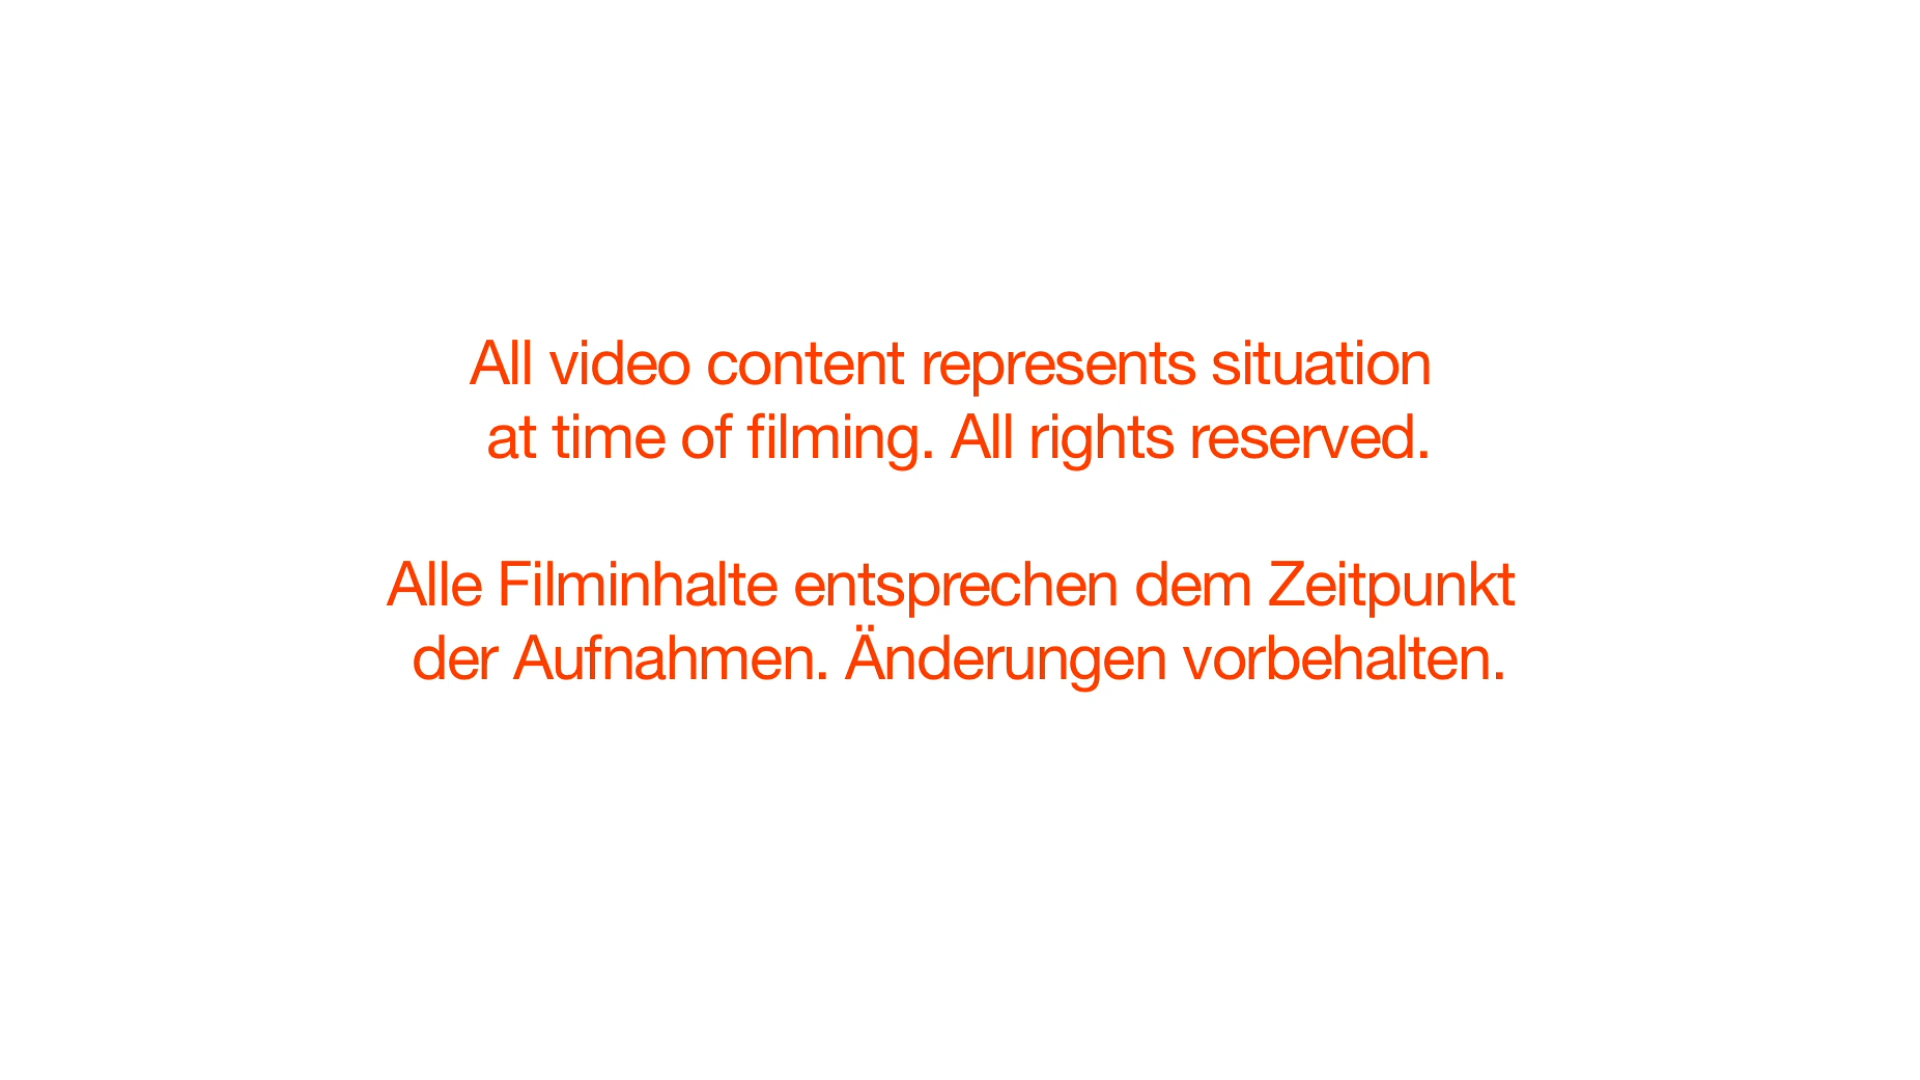 All video content represents situation
at time of filming. All rights reserved.
Alle Filminhalte entsprechen dem Zeitpunkt
der Aufnahmen. Änderungen vorbehalten.